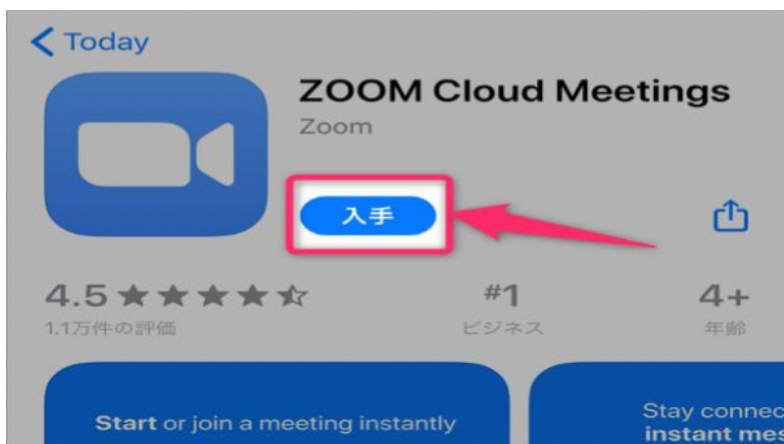 Today
ZOOM Cloud Meetings
Zoom
入手
4.5
#1
4+
1.1万件の評価
ビジネス
年齢
Start or join a meeting instantly
Stay connec
instant mes